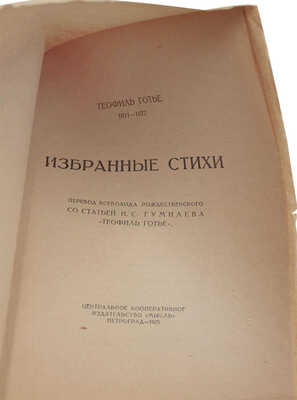 ТЕОФИЛЬ ГОТЬЕ
1811—1872
ИЗБРАННЫЕ СТИХИ
ПЕРЕВОД ВСЕВОЛОДА РОЖДЕСТВЕНСКОГО
СО СТАТЬЕЙ Н. С. ГУМИЛЕВА
«ТЕОФИЛЬ ГОТЬЕ».
ЦЕНТРАЛЬНОЕ КООПЕРАТИВНОЕ
ИЗДАТЕЛЬСТВО «МЫСЛЬ»
ПЕТРОГРАД—1923